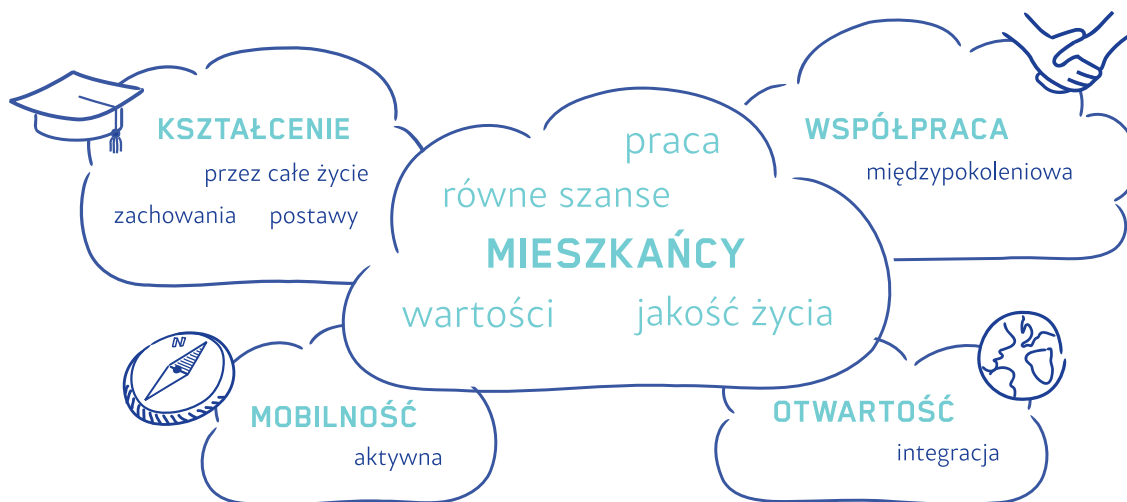 KSZTAŁCENIE
przez całe życie
zachowania postawy
praca
równe szanse
MIESZKAŃCY
wartości jakość życia
WSPÓŁPRACA
międzypokoleniowa
N
MOBILNOŚĆ
aktywna
OTWARTOŚĆ
integracja